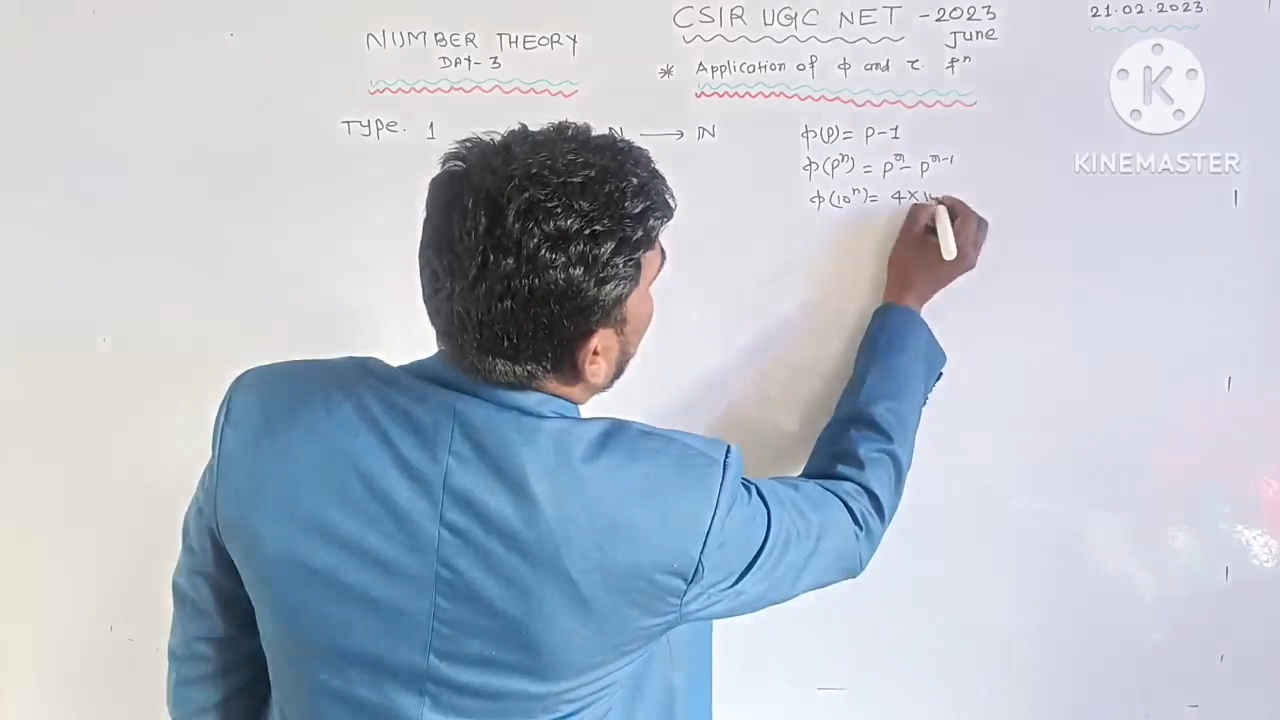 NUMBER THEORY
DAY-3
CSIR UGC NET -2023
June
21.02.2023.
* Application of ϕ and τ. fⁿ
KINEMASTER
Type. 1
N → N
ϕ(p)= p-1
ϕ(pⁿ) = pⁿ- pⁿ⁻¹
ϕ(10ⁿ)= 4×1